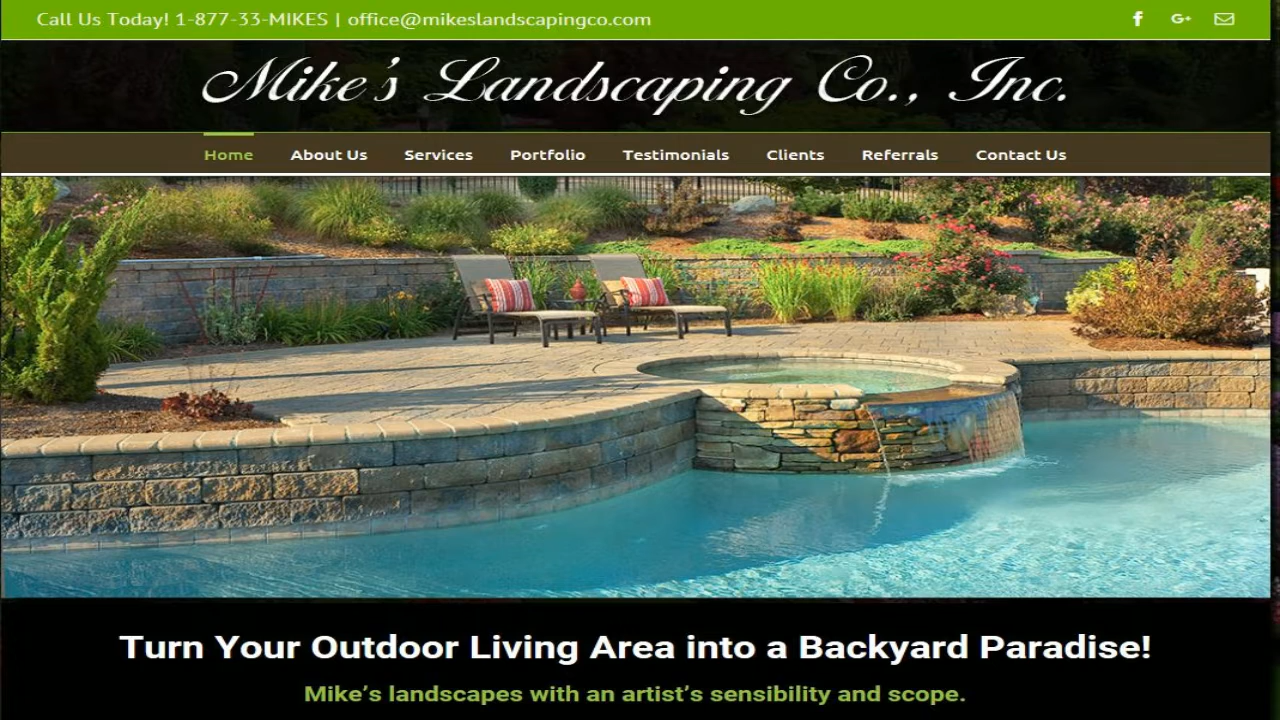 Call Us Today! 1-877-33-MIKES | office@mikeslandscapingco.com
Mike's Landscaping Co., Inc.
Home About Us Services Portfolio Testimonials Clients Referrals Contact Us
Turn Your Outdoor Living Area into a Backyard Paradise!
Mike's landscapes with an artist's sensibility and scope.